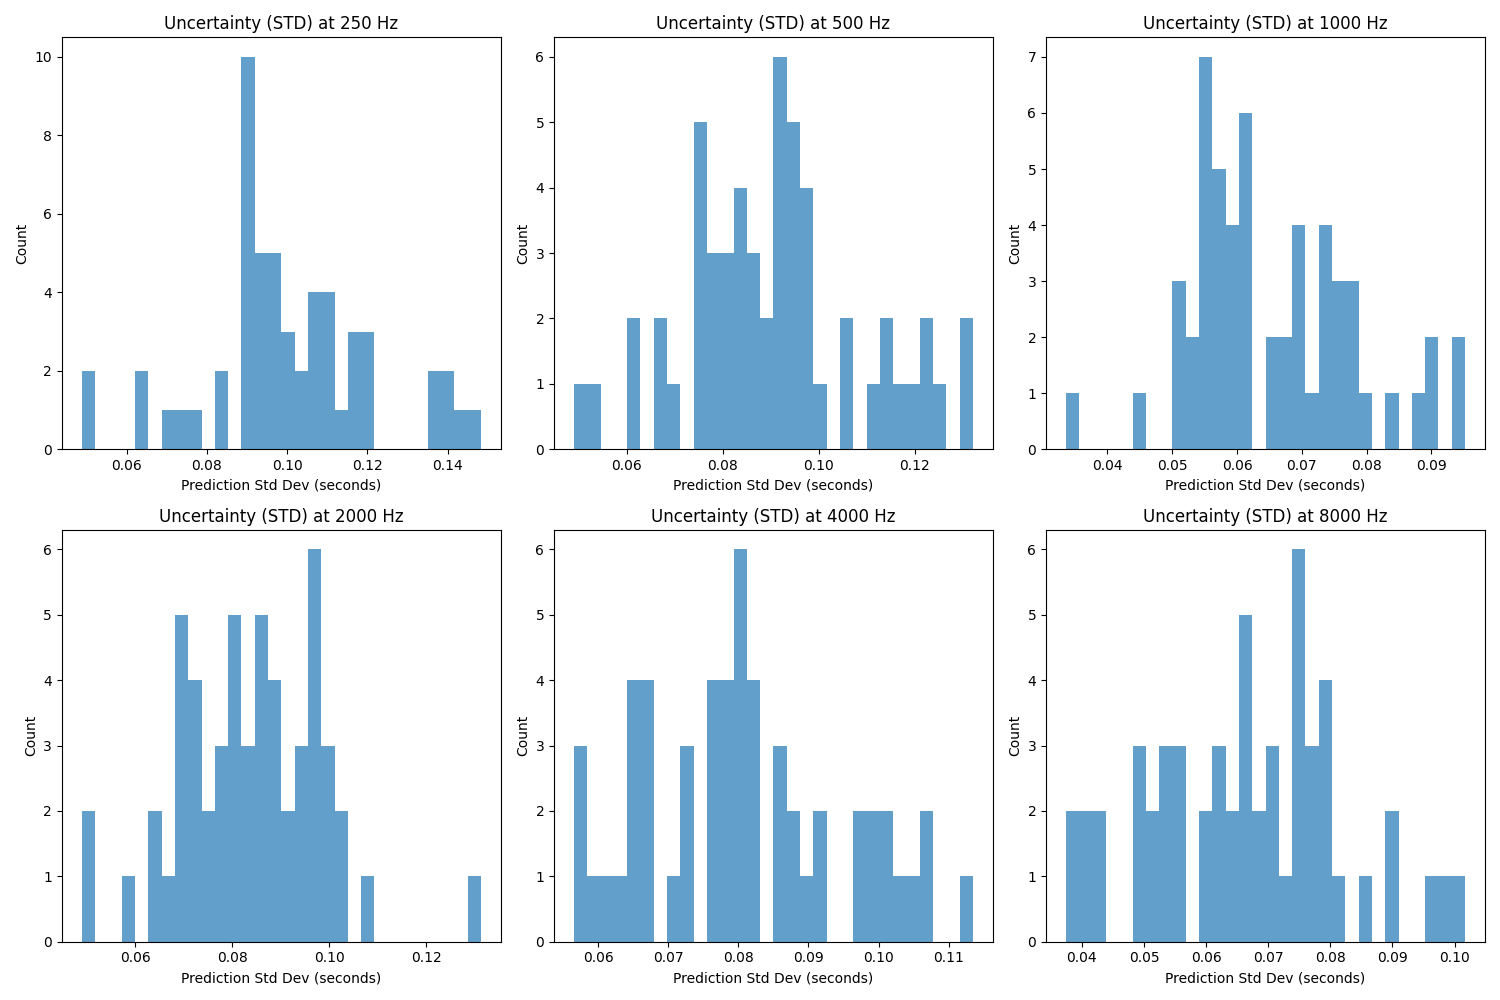 Uncertainty (STD) at 250 Hz
10
8
6
4
2
0
Count
0.06 0.08 0.10 0.12 0.14
Prediction Std Dev (seconds)
Uncertainty (STD) at 500 Hz
6
5
4
3
2
1
0
Count
0.06 0.08 0.10 0.12
Prediction Std Dev (seconds)
Uncertainty (STD) at 1000 Hz
7
6
5
4
3
2
1
0
Count
0.04 0.05 0.06 0.07 0.08 0.09
Prediction Std Dev (seconds)
Uncertainty (STD) at 2000 Hz
6
5
4
3
2
1
0
Count
0.06 0.08 0.10 0.12
Prediction Std Dev (seconds)
Uncertainty (STD) at 4000 Hz
6
5
4
3
2
1
0
Count
0.06 0.07 0.08 0.09 0.10 0.11
Prediction Std Dev (seconds)
Uncertainty (STD) at 8000 Hz
6
5
4
3
2
1
0
Count
0.04 0.05 0.06 0.07 0.08 0.09 0.10
Prediction Std Dev (seconds)